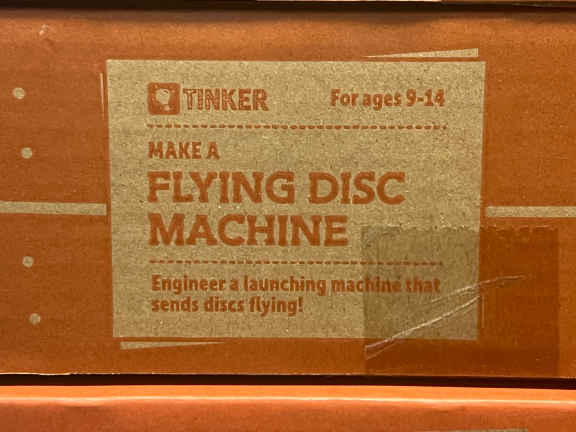 TINKER
For ages 9-14
MAKE A
FLYING DISC
MACHINE
Engineer a launching machine that
sends discs flying!